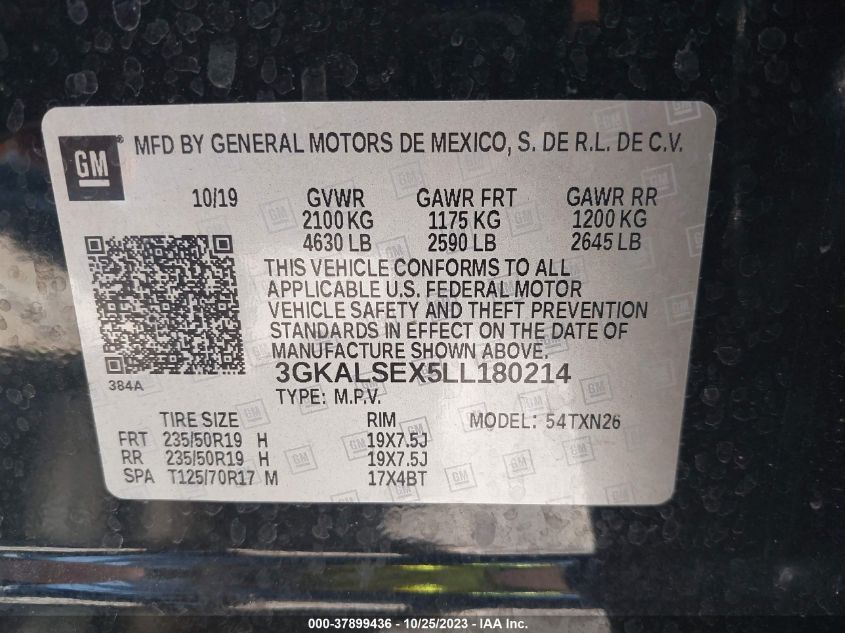 GM ® MFD BY GENERAL MOTORS DE MEXICO, S. DE R.L. DE C.V.
10/19 GVWR GAWR FRT GAWR RR
2100 KG 1175 KG 1200 KG
4630 LB 2590 LB 2645 LB
THIS VEHICLE CONFORMS TO ALL
APPLICABLE U.S. FEDERAL MOTOR
VEHICLE SAFETY AND THEFT PREVENTION
STANDARDS IN EFFECT ON THE DATE OF
MANUFACTURE SHOWN ABOVE.
384A 3GKALSEX5LL180214
TYPE: M.P.V.
TIRE SIZE RIM MODEL: 54TXN26
FRT 235/50R19 H 19X7.5J
RR 235/50R19 H 19X7.5J
SPA T125/70R17 M 17X4BT
000-37899436 - 10/25/2023 - IAAI, Inc.